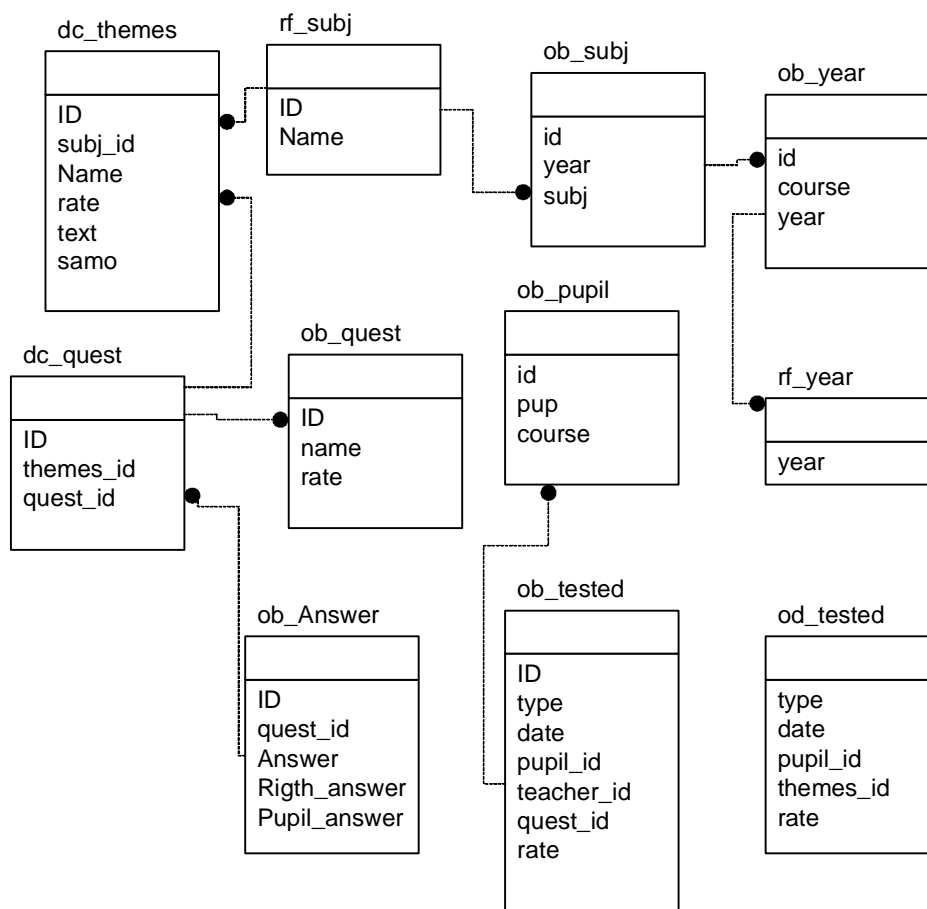 dc_themes
ID
subj_id
Name
rate
text
samo
rf_subj
ID
Name
ob_subj
id
year
subj
ob_year
id
course
year
dc_quest
ID
themes_id
quest_id
ob_quest
ID
name
rate
ob_pupil
id
pup
course
rf_year
year
ob_Answer
ID
quest_id
Answer
Rigth_answer
Pupil_answer
ob_tested
ID
type
date
pupil_id
teacher_id
quest_id
rate
od_tested
type
date
pupil_id
themes_id
rate